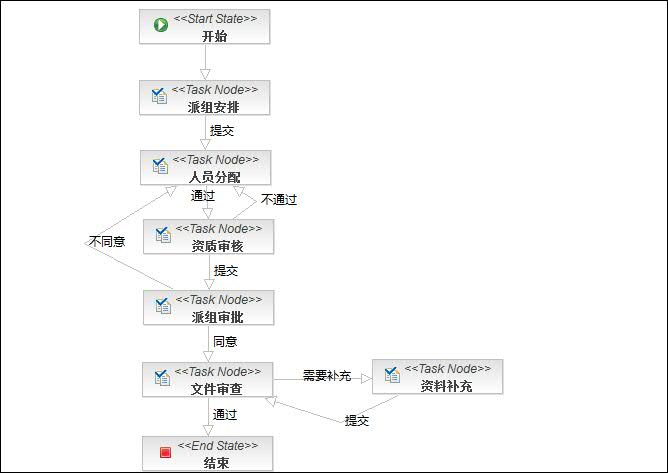 <<Start State>>
开始
<<Task Node>>
派组安排
提交
<<Task Node>>
人员分配
通过
不通过
<<Task Node>>
资质审核
不同意
提交
<<Task Node>>
派组审批
同意
<<Task Node>>
文件审查
需要补充
<<Task Node>>
资料补充
通过
提交
<<End State>>
结束